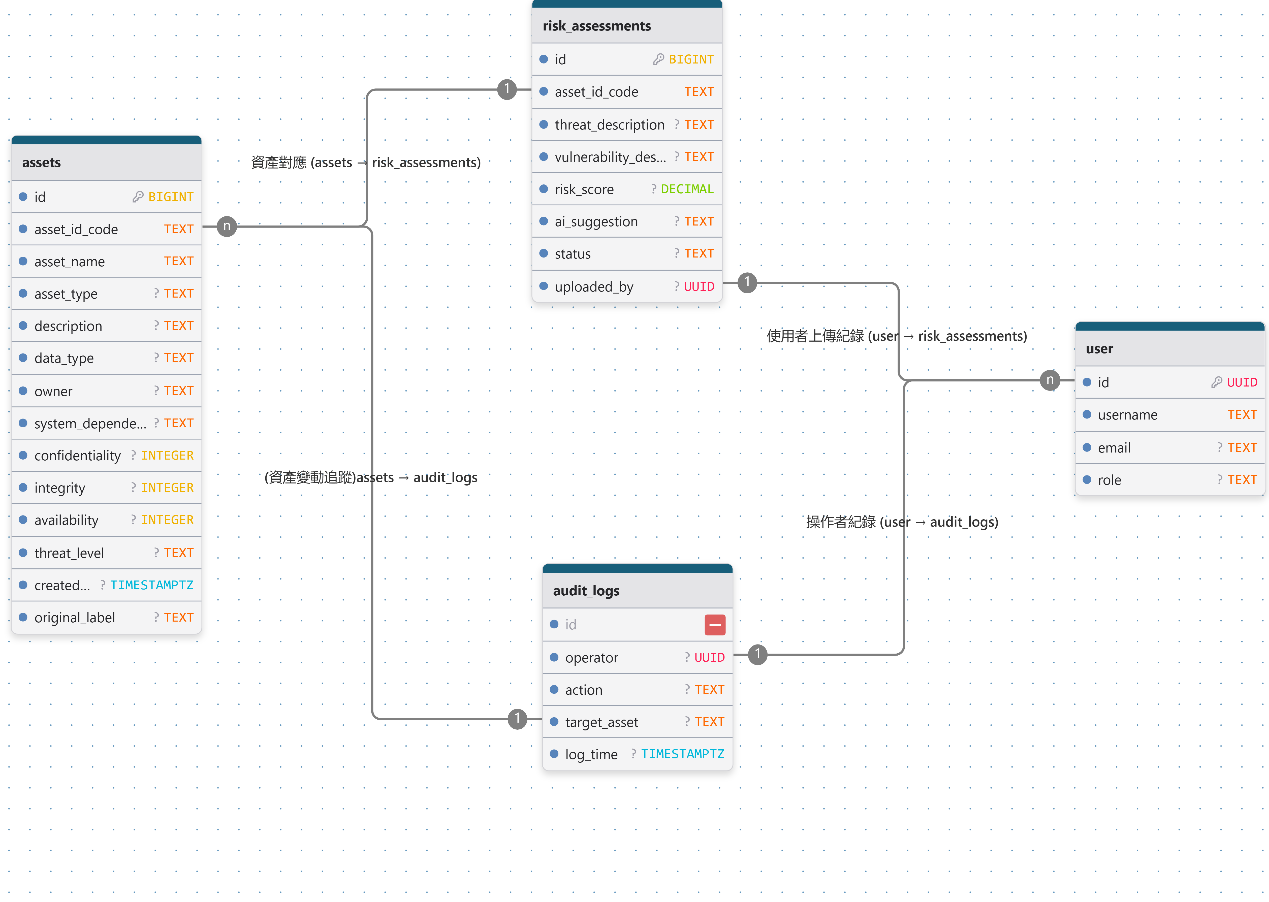 risk_assessments
id BIGINT
asset_id_code TEXT
threat_description ? TEXT
vulnerability_des... ? TEXT
risk_score ? DECIMAL
ai_suggestion ? TEXT
status ? TEXT
uploaded_by ? UUID
assets
id BIGINT
asset_id_code TEXT
asset_name TEXT
asset_type ? TEXT
description ? TEXT
data_type ? TEXT
owner ? TEXT
system_depende... ? TEXT
confidentiality ? INTEGER
integrity ? INTEGER
availability ? INTEGER
threat_level ? TEXT
created... ? TIMESTAMPTZ
original_label ? TEXT
n
1
資產對應 (assets → risk_assessments)
(資產變動追蹤)assets → audit_logs
1
1
使用者上傳紀錄 (user → risk_assessments)
n
操作者紀錄 (user → audit_logs)
1
user
id UUID
username TEXT
email ? TEXT
role ? TEXT
audit_logs
id
operator ? UUID
action ? TEXT
target_asset ? TEXT
log_time ? TIMESTAMPTZ